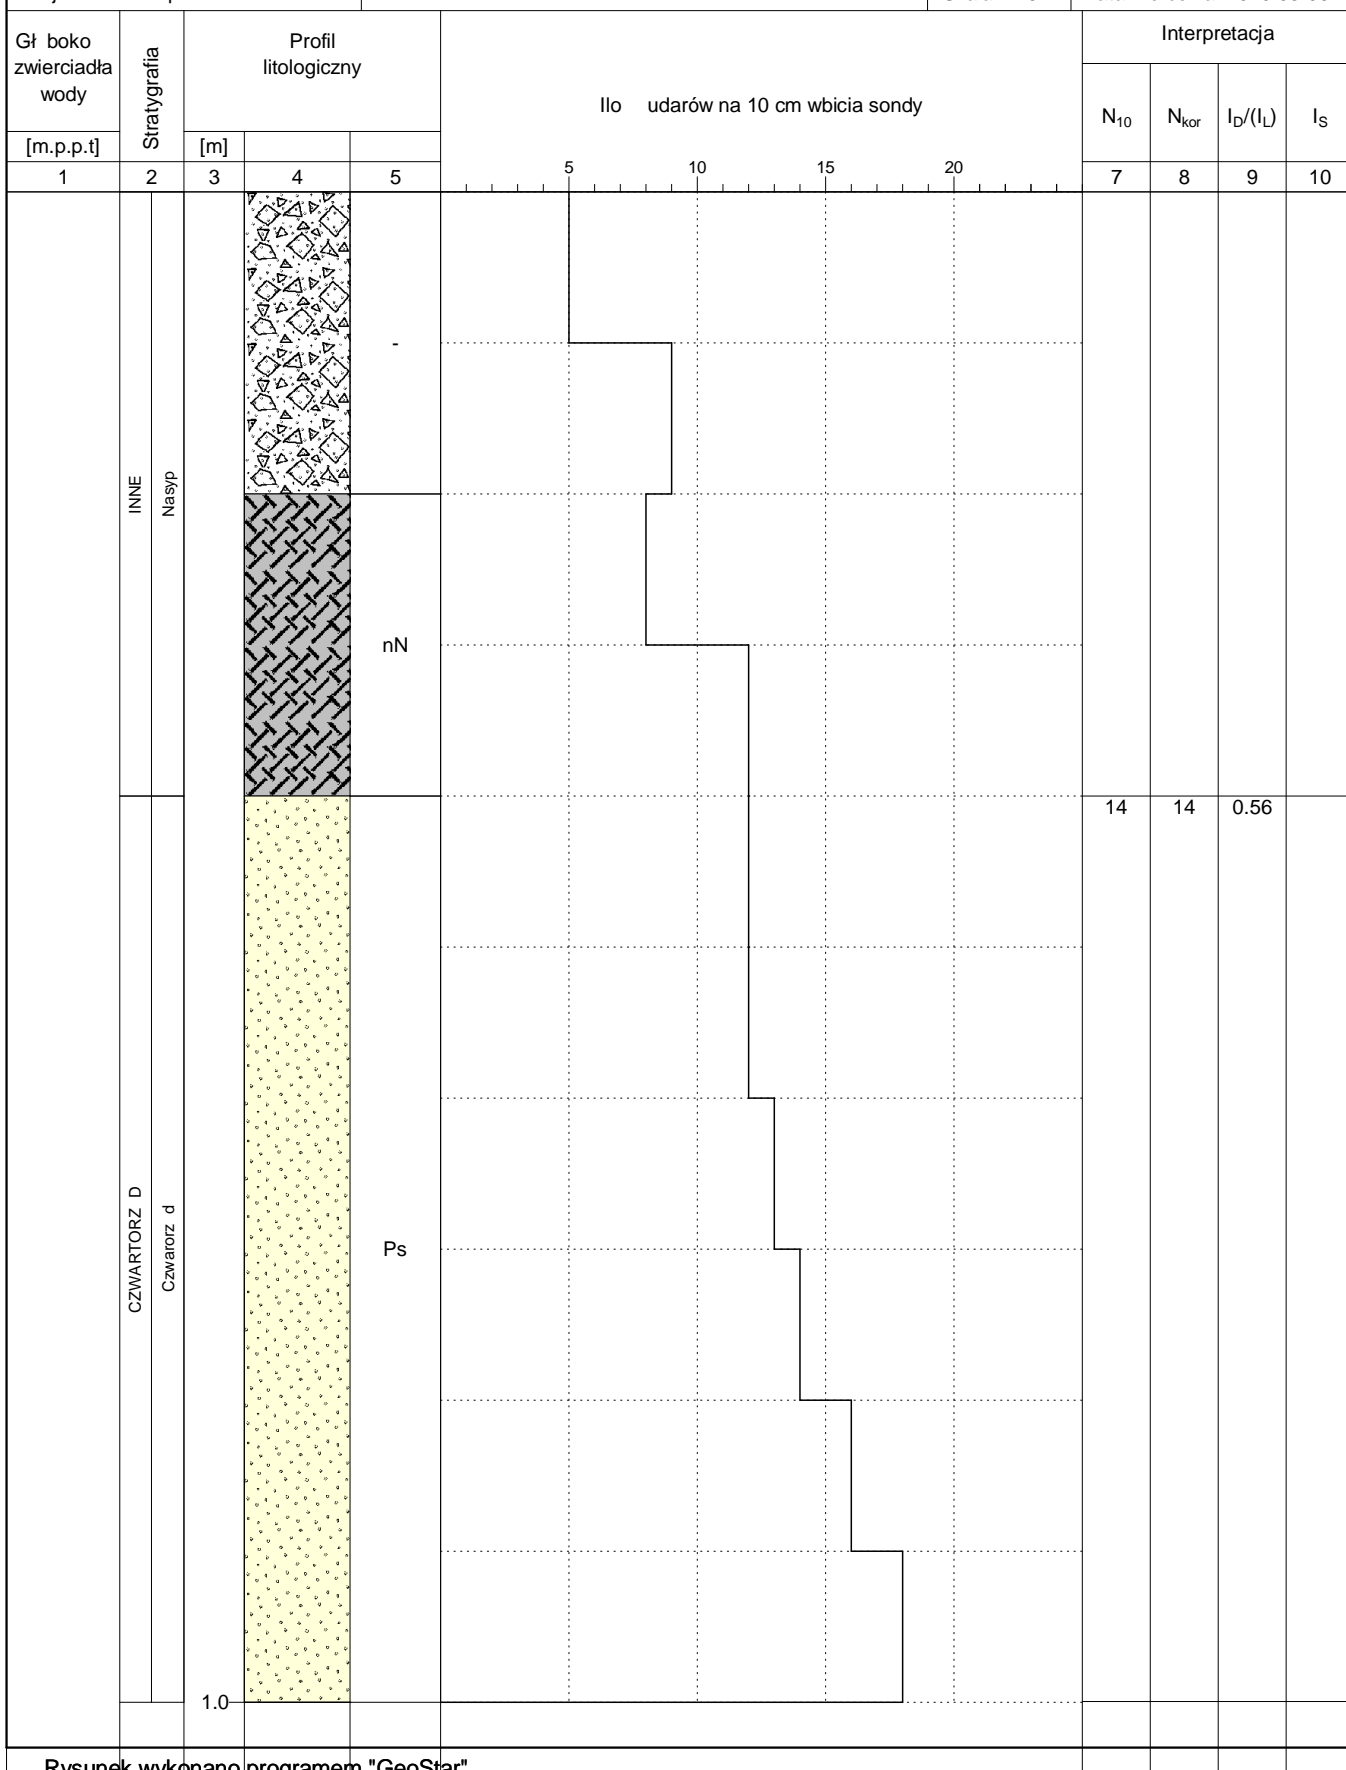 Gł boko
zwierciadła
wody
[m.p.p.t]
Stratygrafia
Profil
litologiczny
[m]
Ilo udarów na 10 cm wbicia sondy
Interpretacja
N10 Nkor ID/(IL) IS
1 2 3 4 5 5 10 15 20 7 8 9 10
-
INNE
Nasyp
nN
14 14 0.56
CZWARTORZ D
Czwarorz d
Ps
1.0
Rysunek wykonano programem "GeoStar"